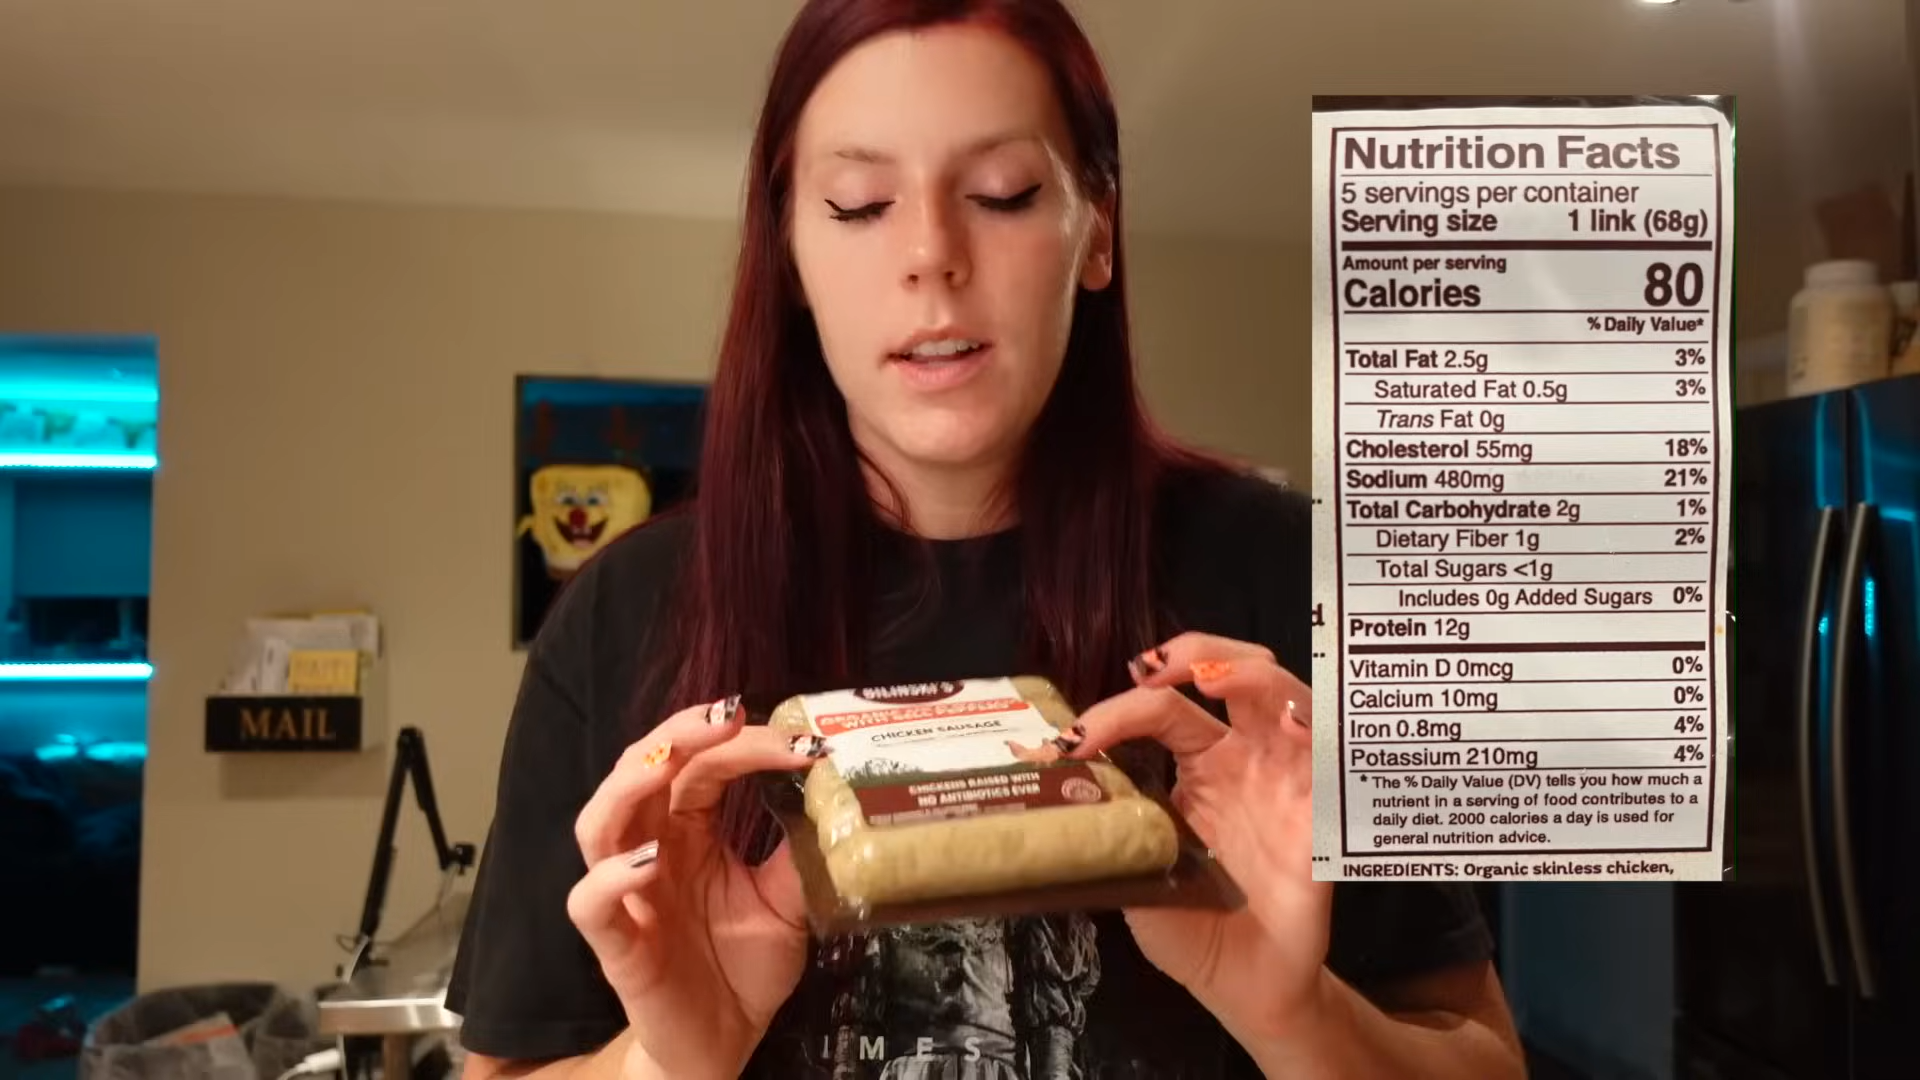 MAIL
BILINSKI'S
WITH BELL PEPPERS
CHICKEN SAUSAGE
CHICKENS RAISED WITH
NO ANTIBIOTICS EVER
I M E S
Nutrition Facts
5 servings per container
Serving size 1 link (68g)
Amount per serving
Calories 80
% Daily Value*
Total Fat 2.5g 3%
Saturated Fat 0.5g 3%
Trans Fat 0g
Cholesterol 55mg 18%
Sodium 480mg 21%
Total Carbohydrate 2g 1%
Dietary Fiber 1g 2%
Total Sugars <1g
Includes 0g Added Sugars 0%
Protein 12g
Vitamin D 0mcg 0%
Calcium 10mg 0%
Iron 0.8mg 4%
Potassium 210mg 4%
* The % Daily Value (DV) tells you how much a
nutrient in a serving of food contributes to a
daily diet. 2000 calories a day is used for
general nutrition advice.
INGREDIENTS: Organic skinless chicken,